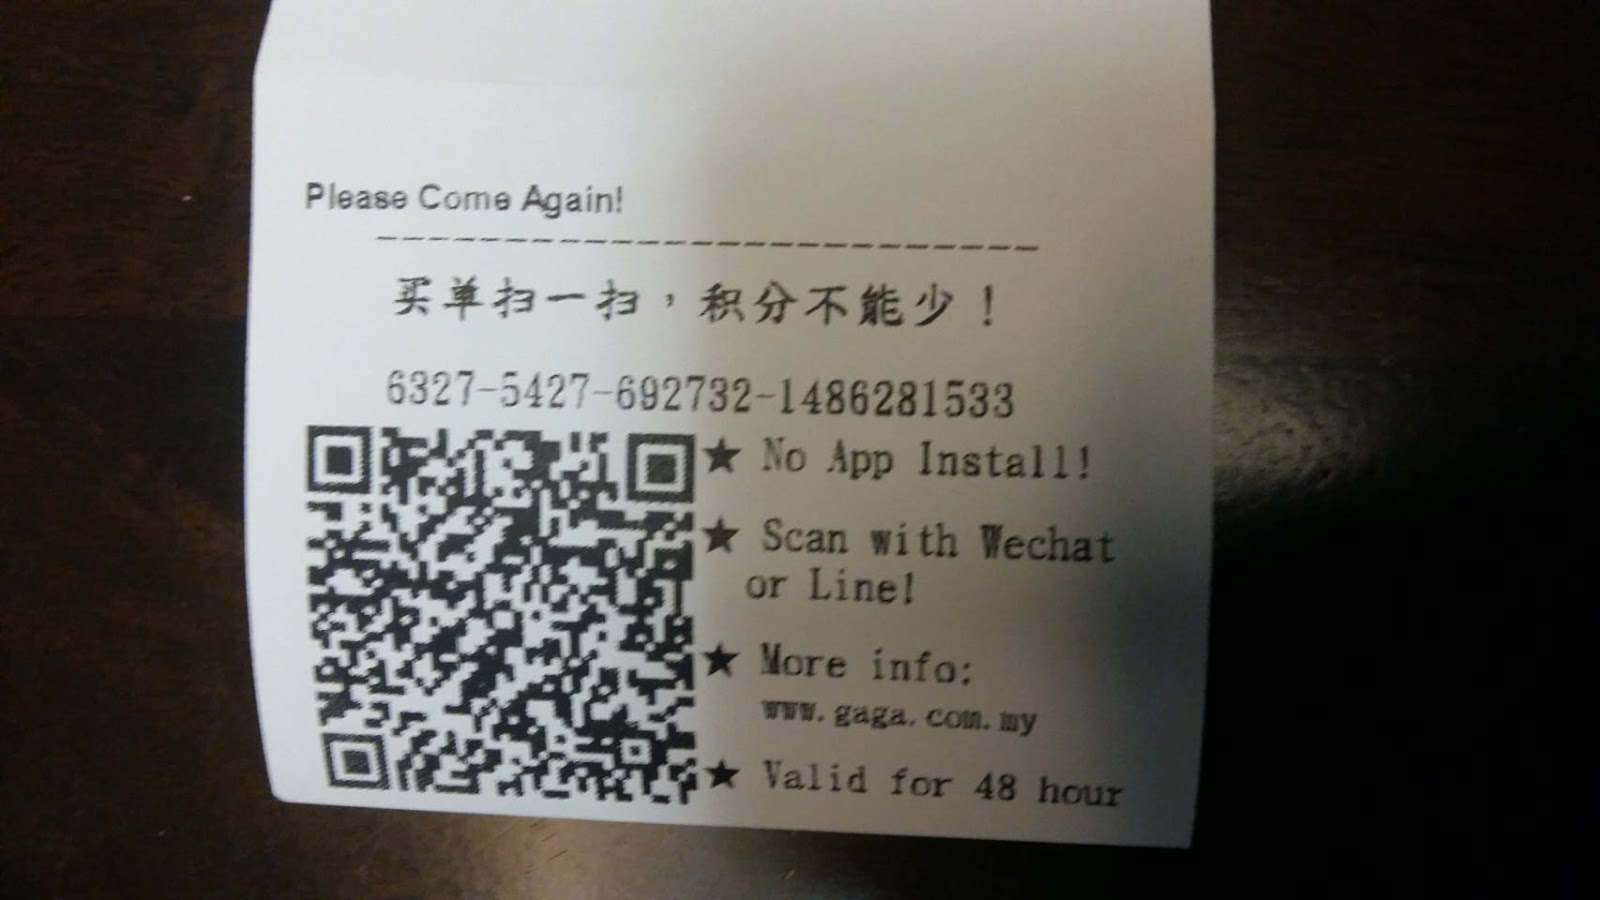 Please Come Again!
--------------------------
买单扫一扫，积分不能少！
6327-5427-692732-1486281533
★ No App Install!
★ Scan with Wechat
or Line!
★ More info:
www.gaga.com.my
★ Valid for 48 hour